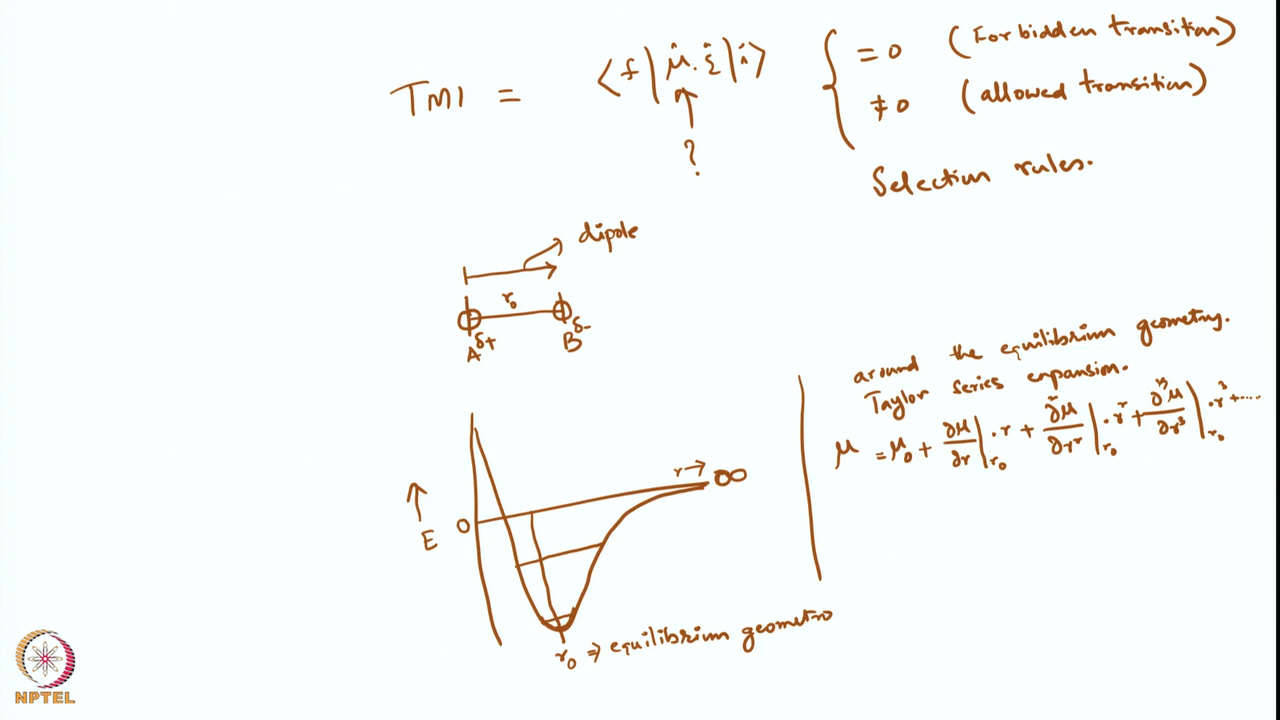 TMI = ⟨f|μ̂.ε̂|i⟩ { = 0 (Forbidden transition)
≠ 0 (allowed transition)
?
Selection rules.
dipole
r₀
δ+ δ-
A B
around the equilibrium geometry.
Taylor series expansion.
μ = μ₀ + ∂μ/∂r|r₀ .r + ∂²μ/∂r²|r₀ .r² + ∂³μ/∂r³|r₀ .r³ + ....
r→ ∞
0
E
r₀ ⇒ equilibrium geometro
NPTEL